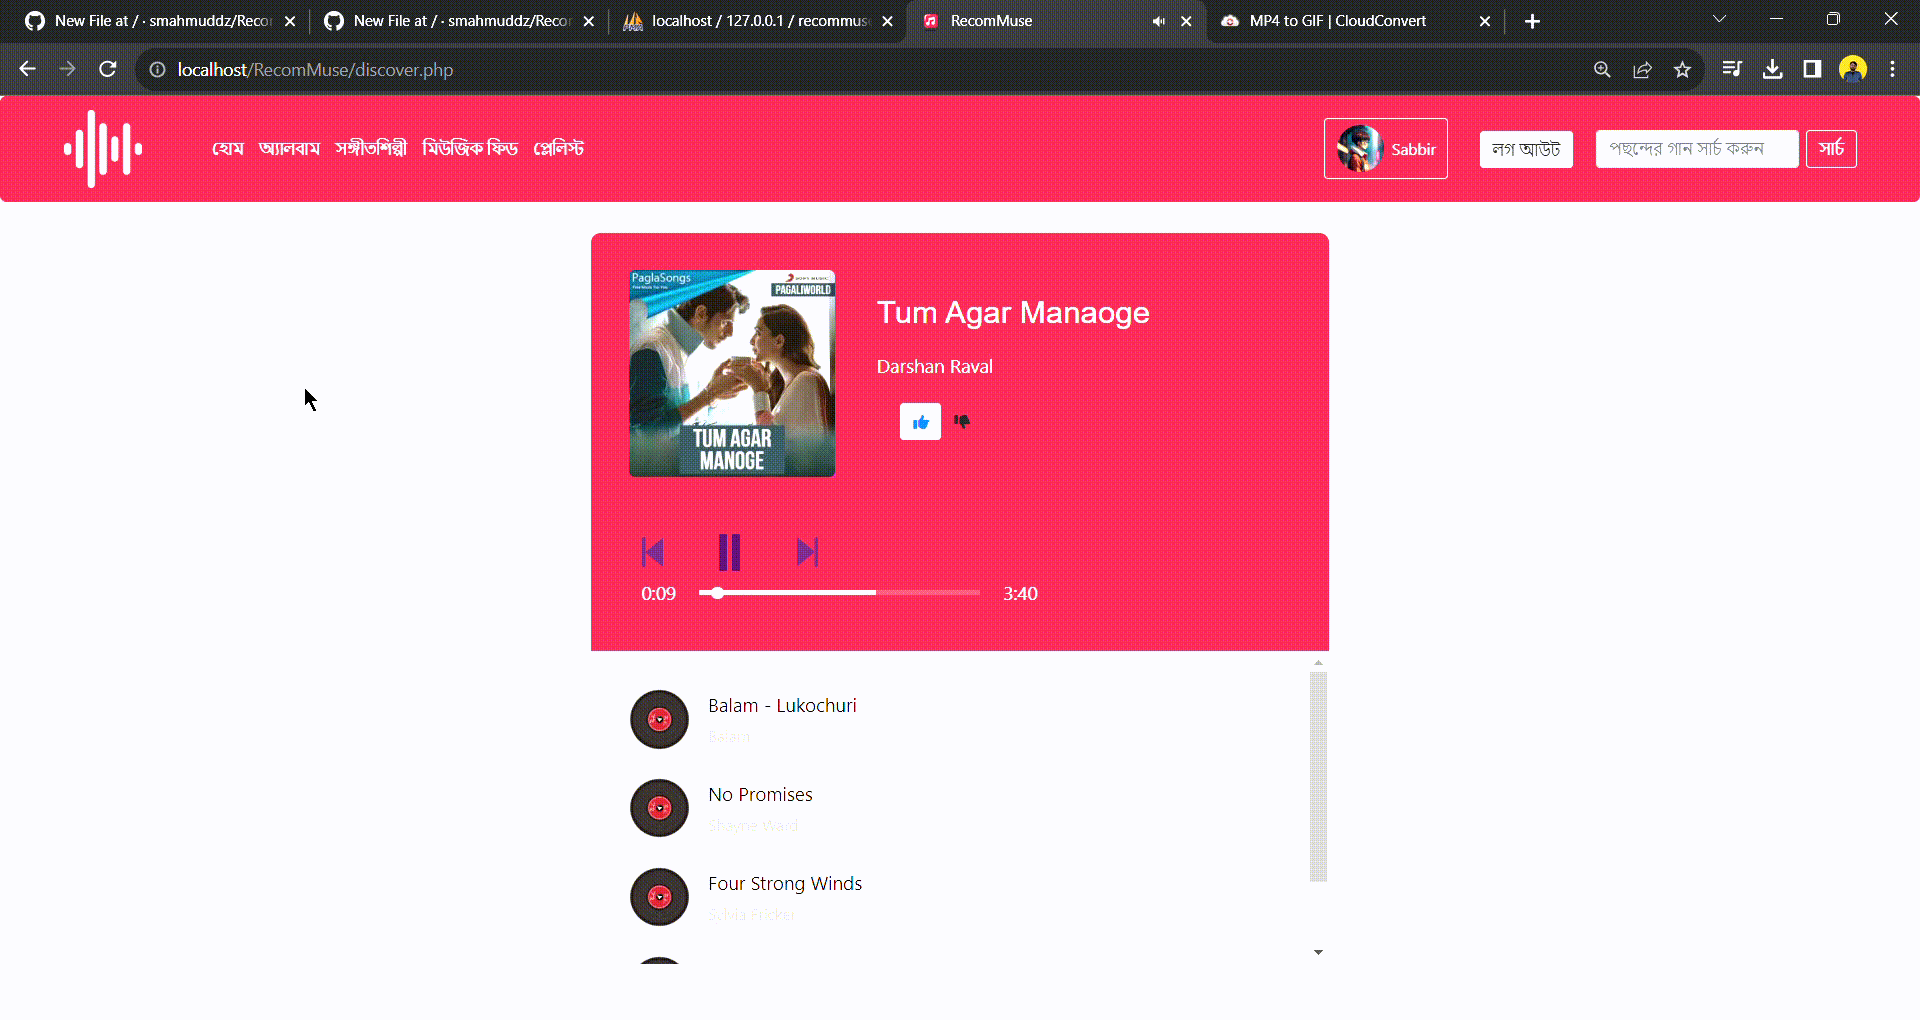 New File at / · smahmuddz/Recor
New File at / · smahmuddz/Recor
localhost / 127.0.0.1 / recommus
RecomMuse
MP4 to GIF | CloudConvert
localhost/RecomMuse/discover.php
হোম অ্যালবাম সঙ্গীতশিল্পী মিউজিক ফিড প্লেলিস্ট
Sabbir
লগ আউট
পছন্দের গান সার্চ করুন
সার্চ
PaglaSongs
PAGALIWORLD
TUM AGAR
MANOGE
Tum Agar Manaoge
Darshan Raval
0:09
3:40
Balam - Lukochuri
Balam
No Promises
Shayne Ward
Four Strong Winds
Sylvia Fricker